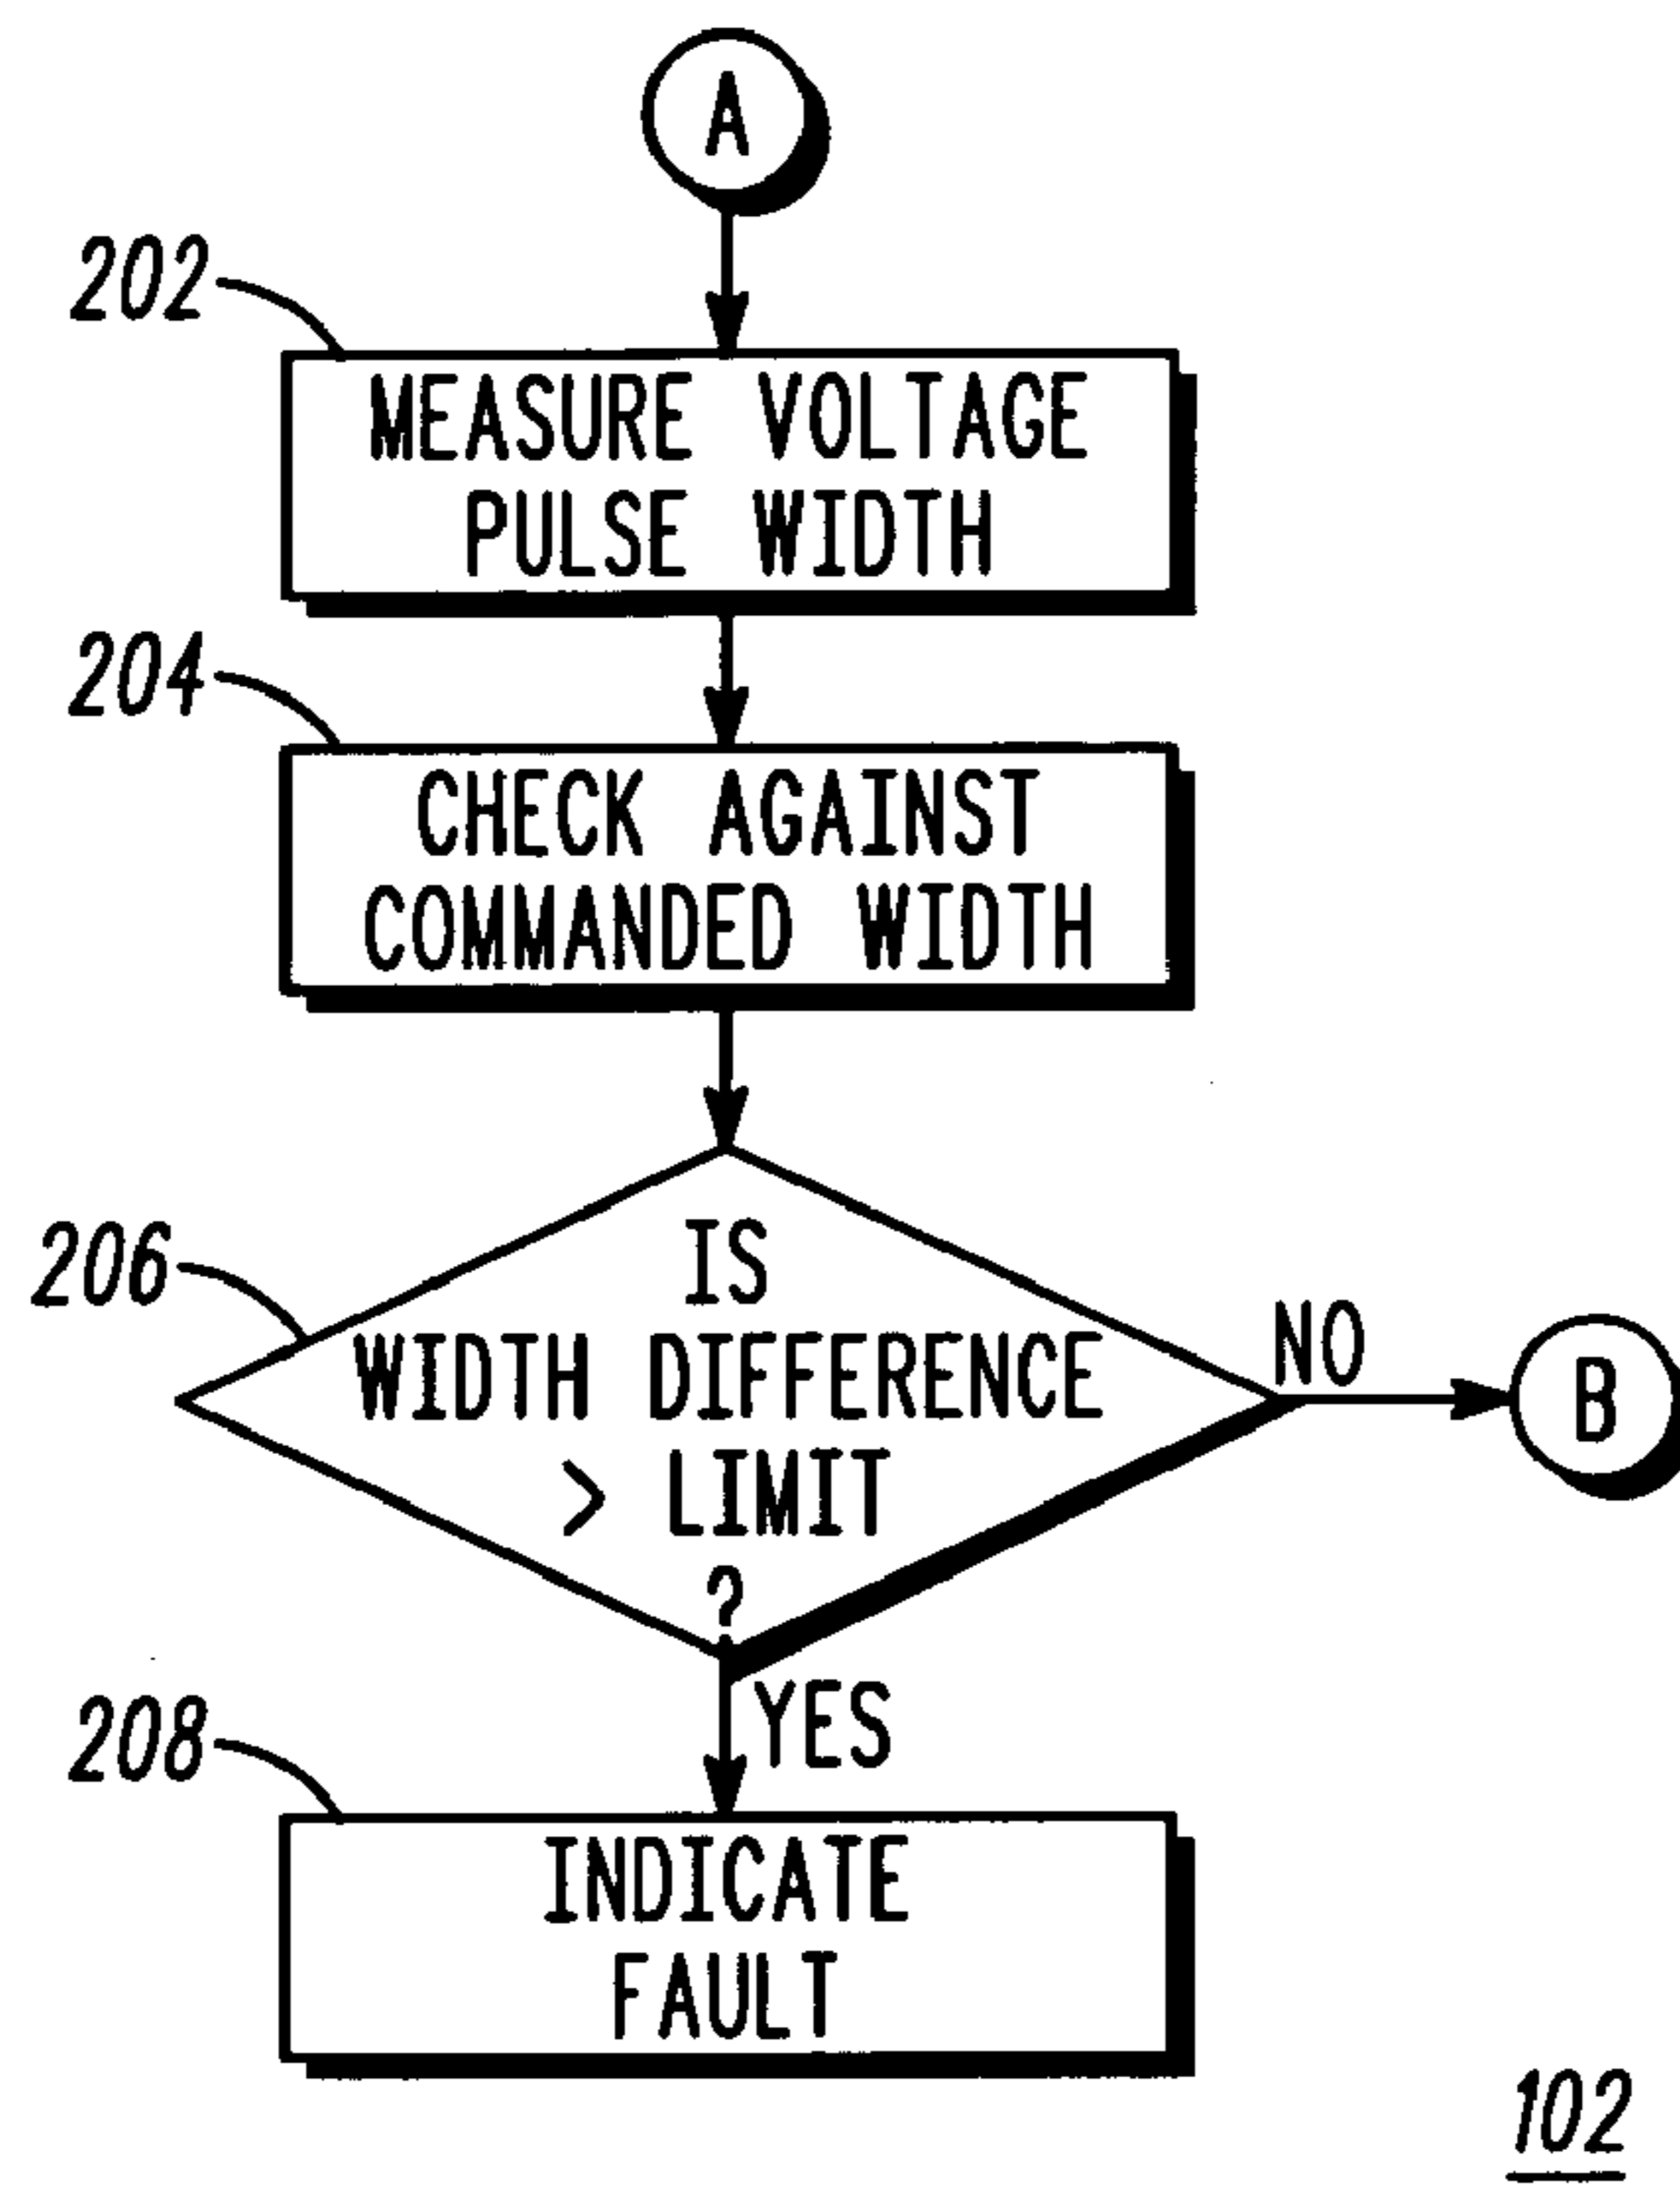 A
202
MEASURE VOLTAGE
PULSE WIDTH
204
CHECK AGAINST
COMMANDED WIDTH
206
IS
WIDTH DIFFERENCE
> LIMIT
?
NO
B
YES
208
INDICATE
FAULT
102